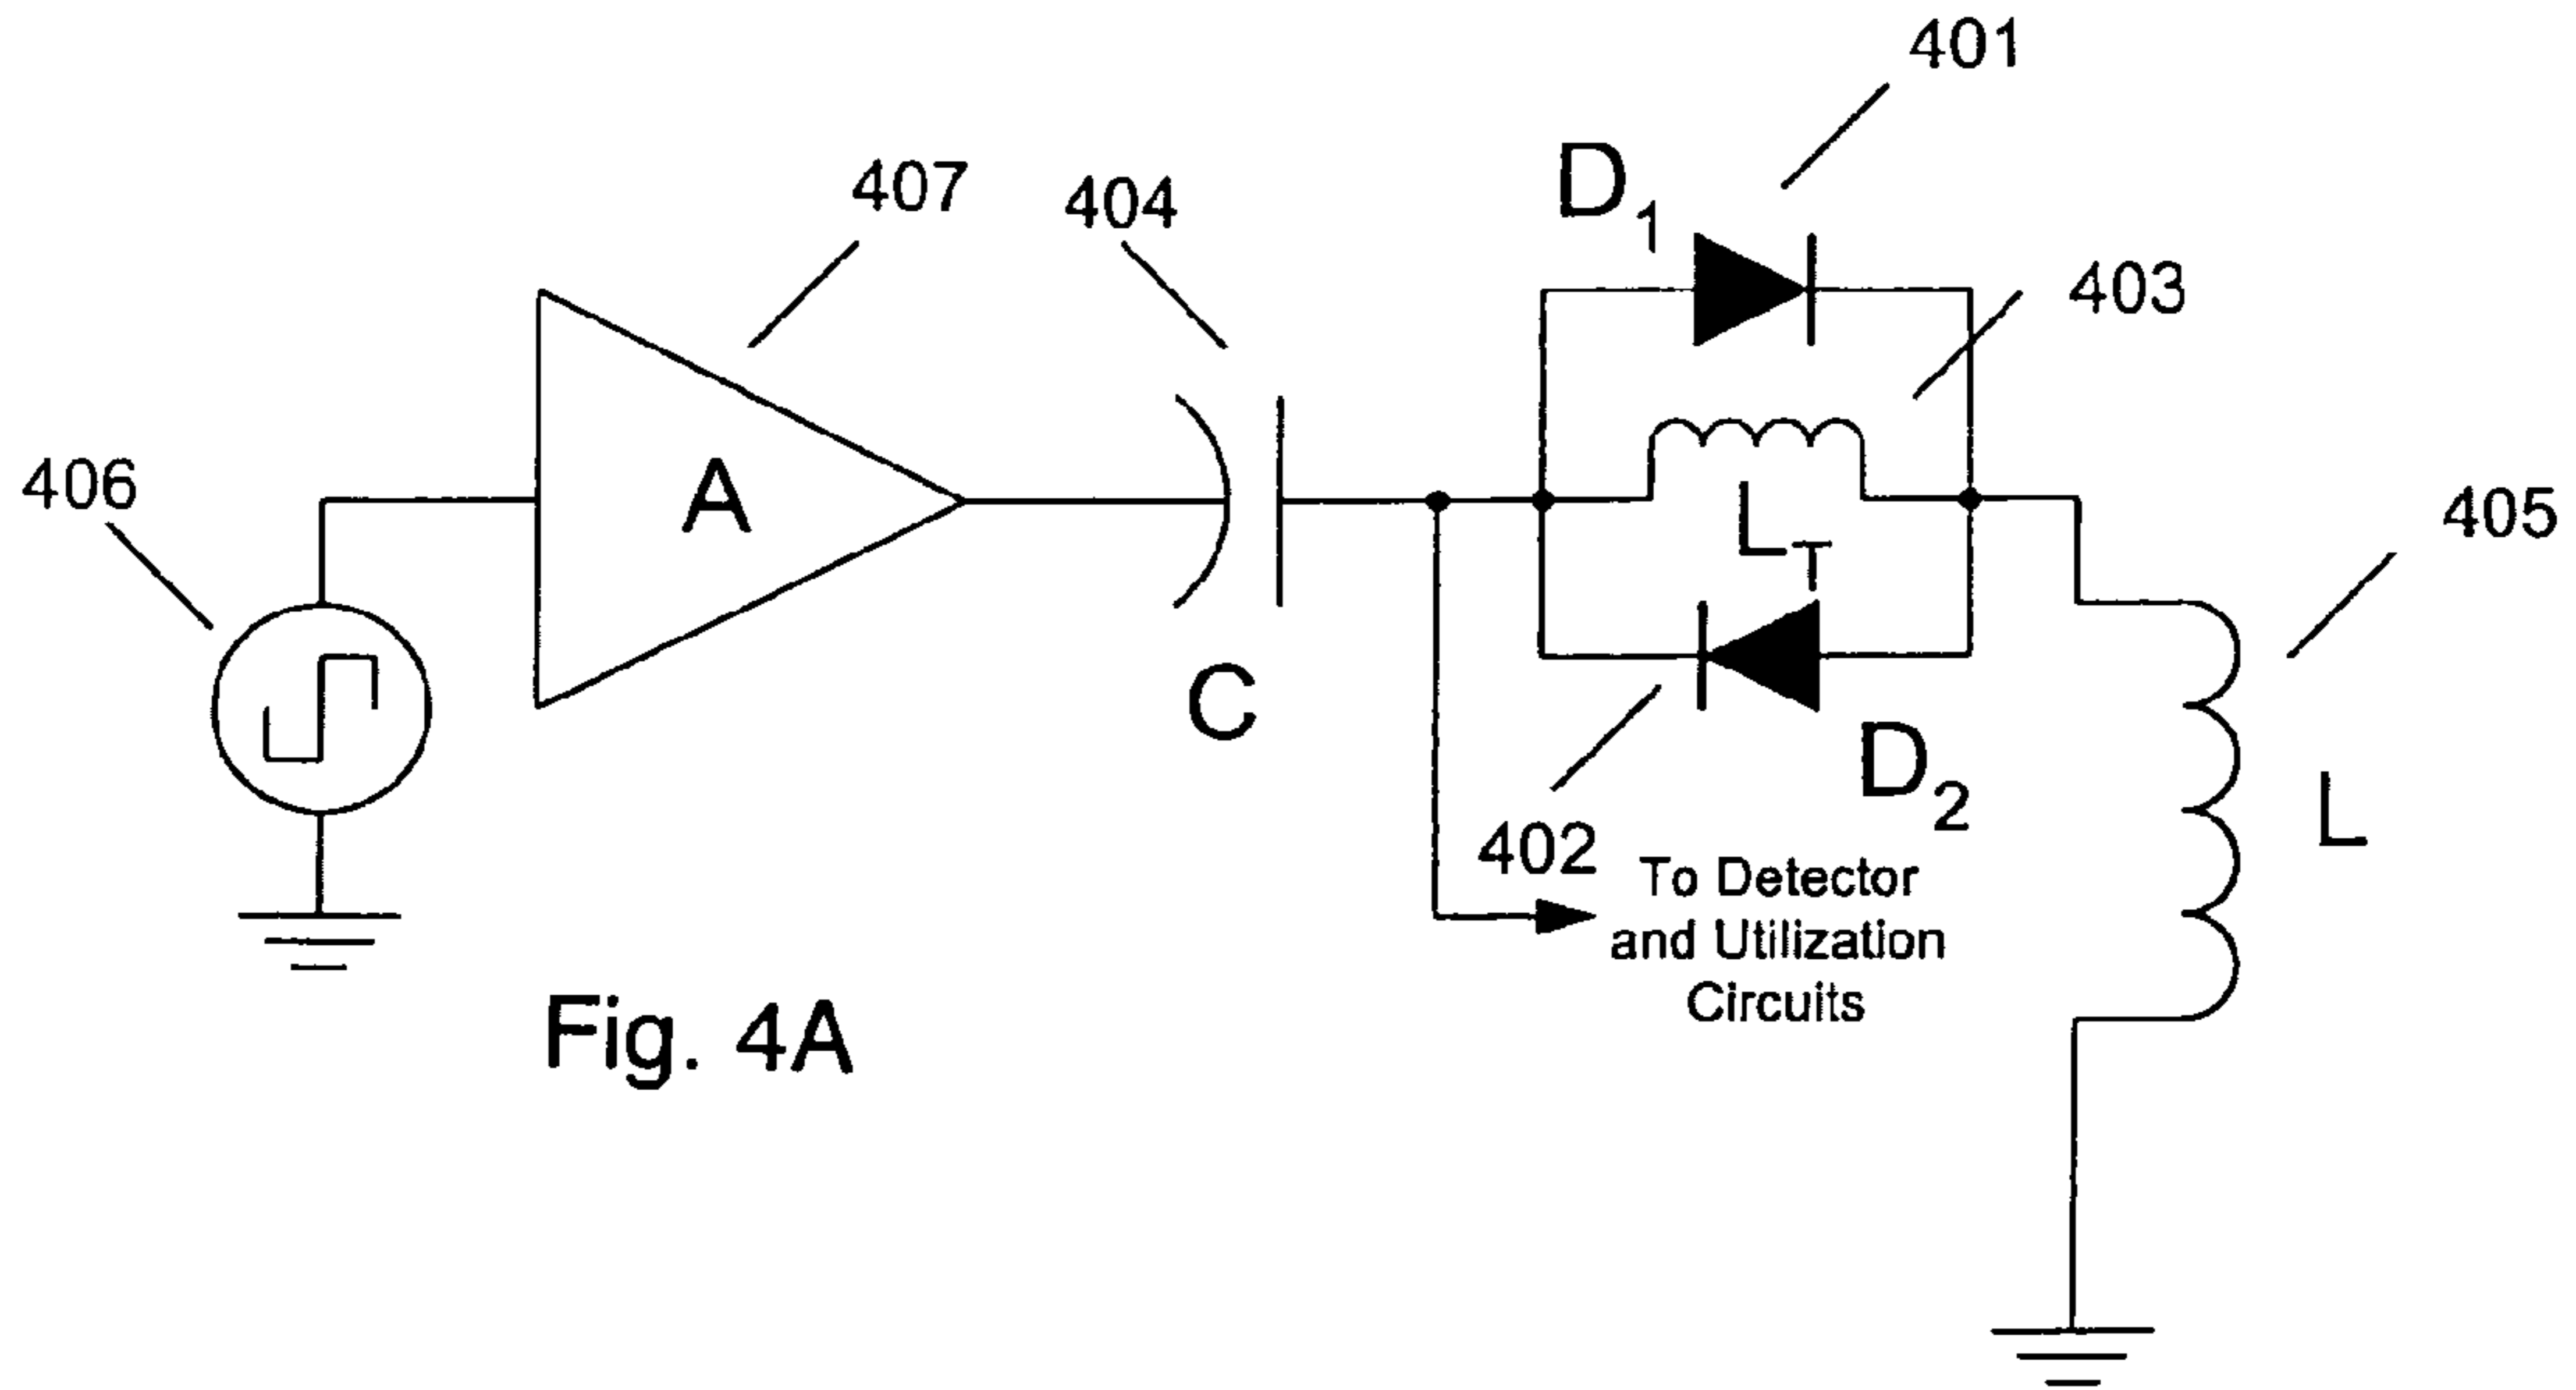 401
D1
407
404
403
406
A
LT
405
C
D2
L
402
To Detector
and Utilization
Circuits
Fig. 4A